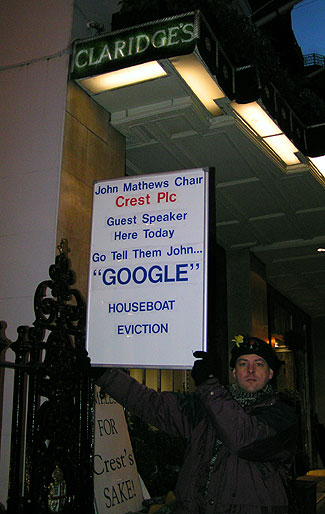 CLARIDGE'S
John Mathews Chair
Crest Plc
Guest Speaker
Here Today
Go Tell Them John...
"GOOGLE"
HOUSEBOAT
EVICTION
FOR
Crest's
SAKE!